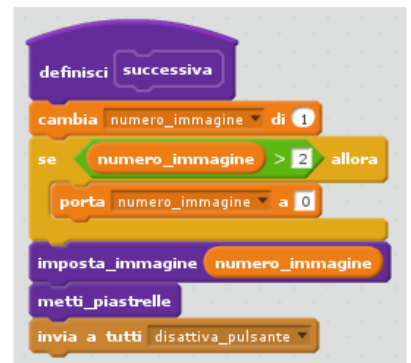 definisci successiva
cambia numero_immagine di 1
se numero_immagine > 2 allora
porta numero_immagine a 0
imposta_immagine numero_immagine
metti_piastrelle
invia a tutti disattiva_pulsante